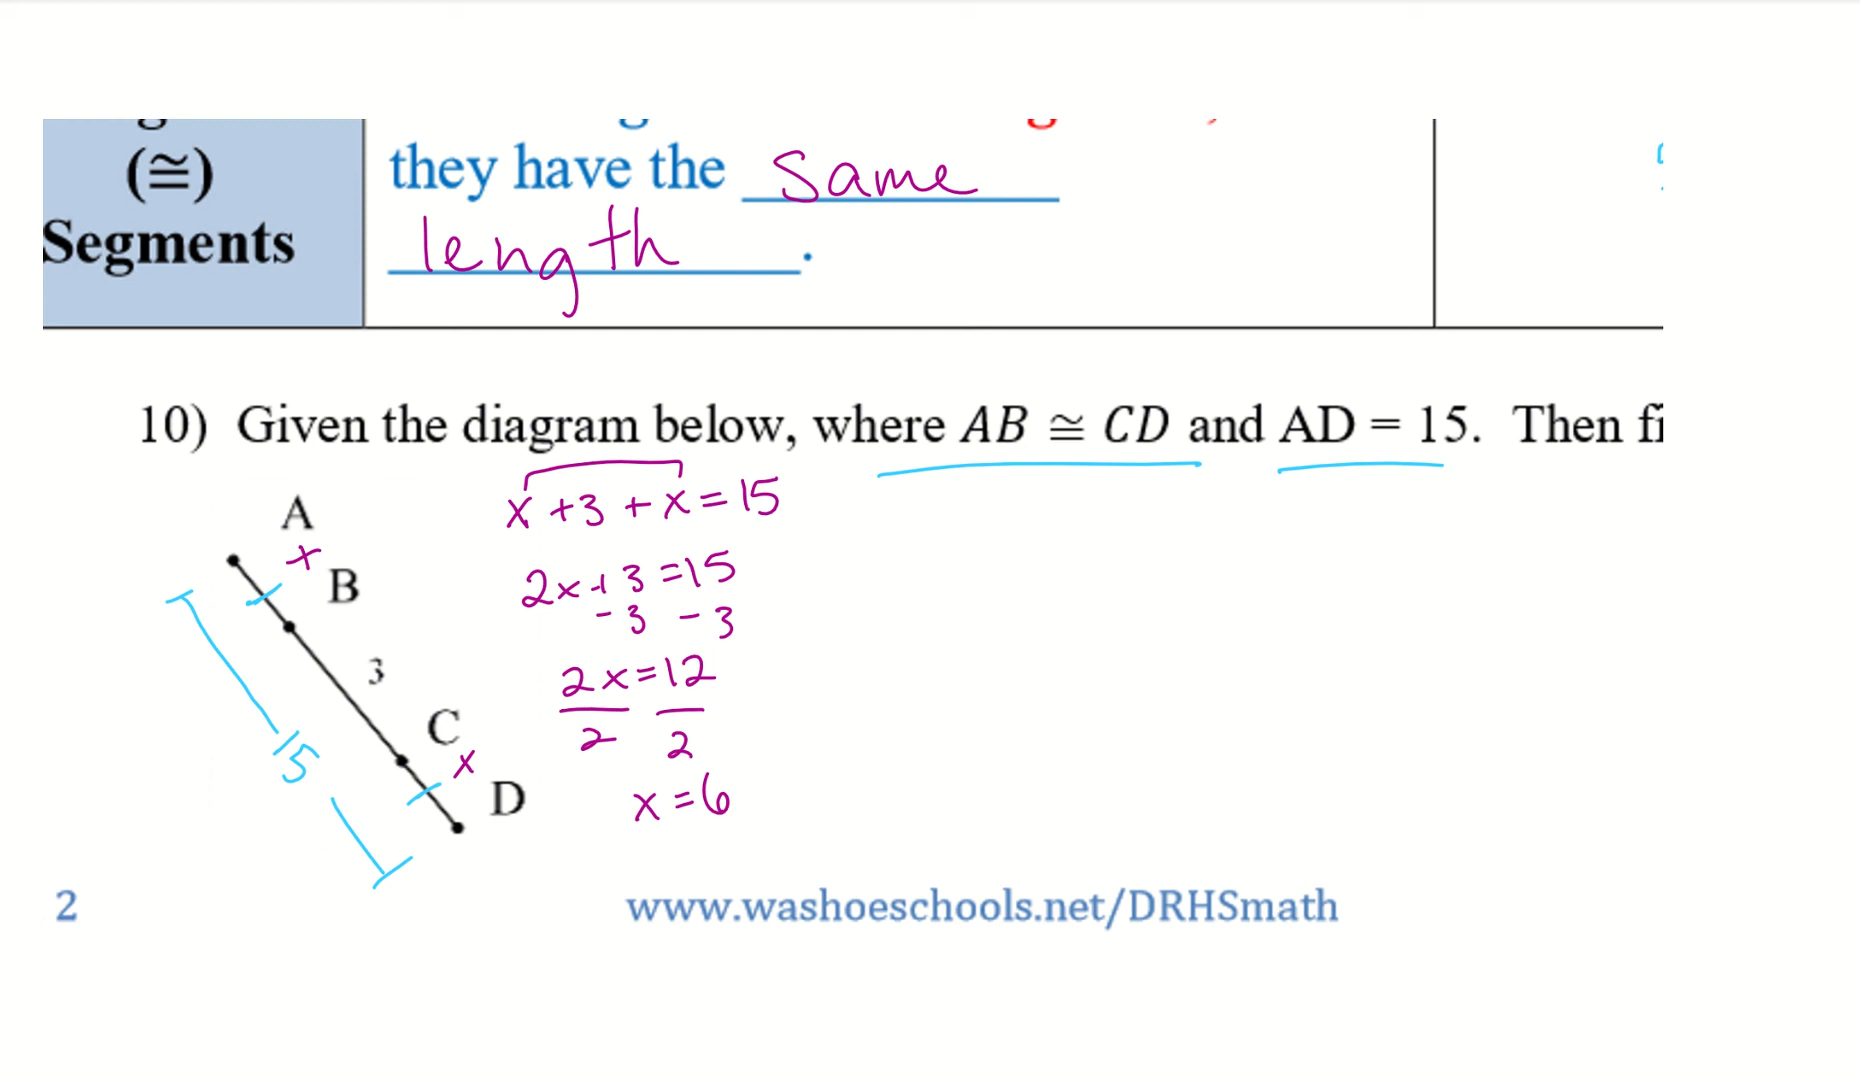 (≅)
Segments
they have the same
length.
10) Given the diagram below, where AB ≅ CD and AD = 15. Then
x + 3 + x = 15
2x + 3 = 15
- 3 - 3
2x = 12
2 2
x = 6
A
x
B
3
C
x
D
15
2
www.washoeschools.net/DRHSmath